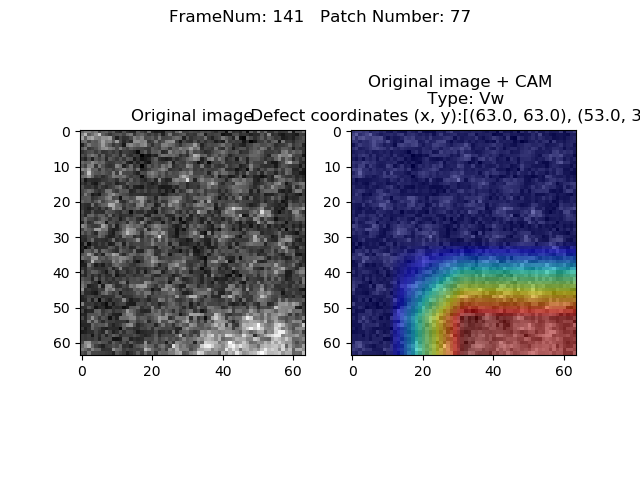 FrameNum: 141   Patch Number: 77
Original image + CAM
Type: Vw
Original image
Defect coordinates (x, y):[(63.0, 63.0), (53.0, 3
0
10
20
30
40
50
60
0 20 40 60
0
10
20
30
40
50
60
0 20 40 60